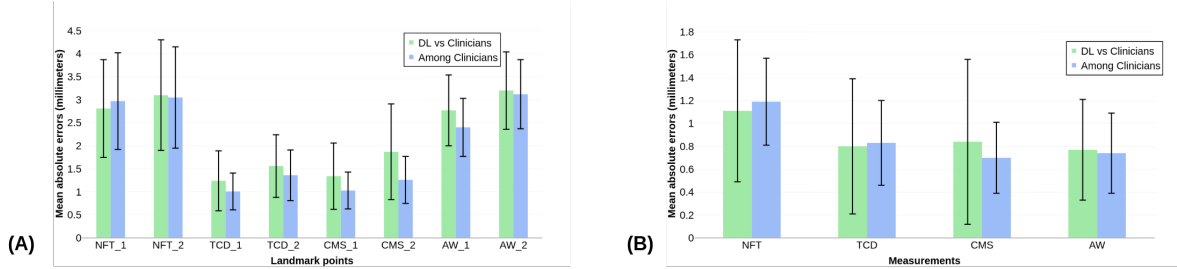 4.5
4
3.5
3
2.5
2
1.5
1
0.5
0
Mean absolute errors (millimeters)
DL vs Clinicians
Among Clinicians
NFT_1 NFT_2 TCD_1 TCD_2 CMS_1 CMS_2 AW_1 AW_2
Landmark points
(A)
1.8
1.6
1.4
1.2
1
0.8
0.6
0.4
0.2
0
Mean absolute errors (millimeters)
DL vs Clinicians
Among Clinicians
NFT TCD CMS AW
Measurements
(B)